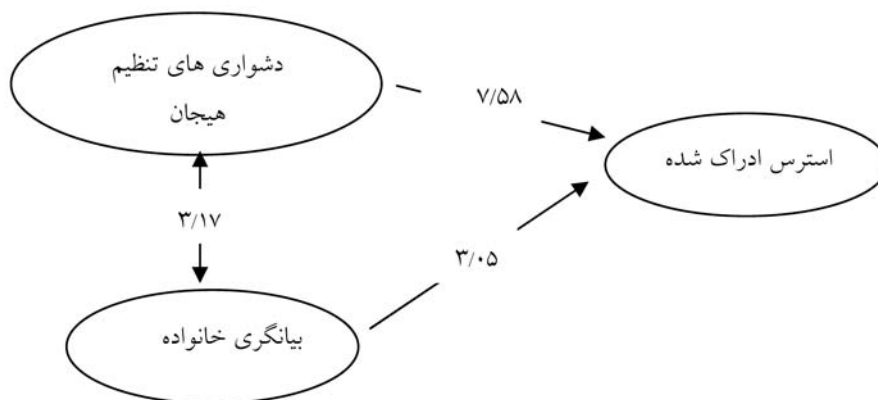 دشواری های تنظیم
هیجان
۷/۵۸
استرس ادراک شده
۳/۱۷
۳/۰۵
بیانگری خانواده